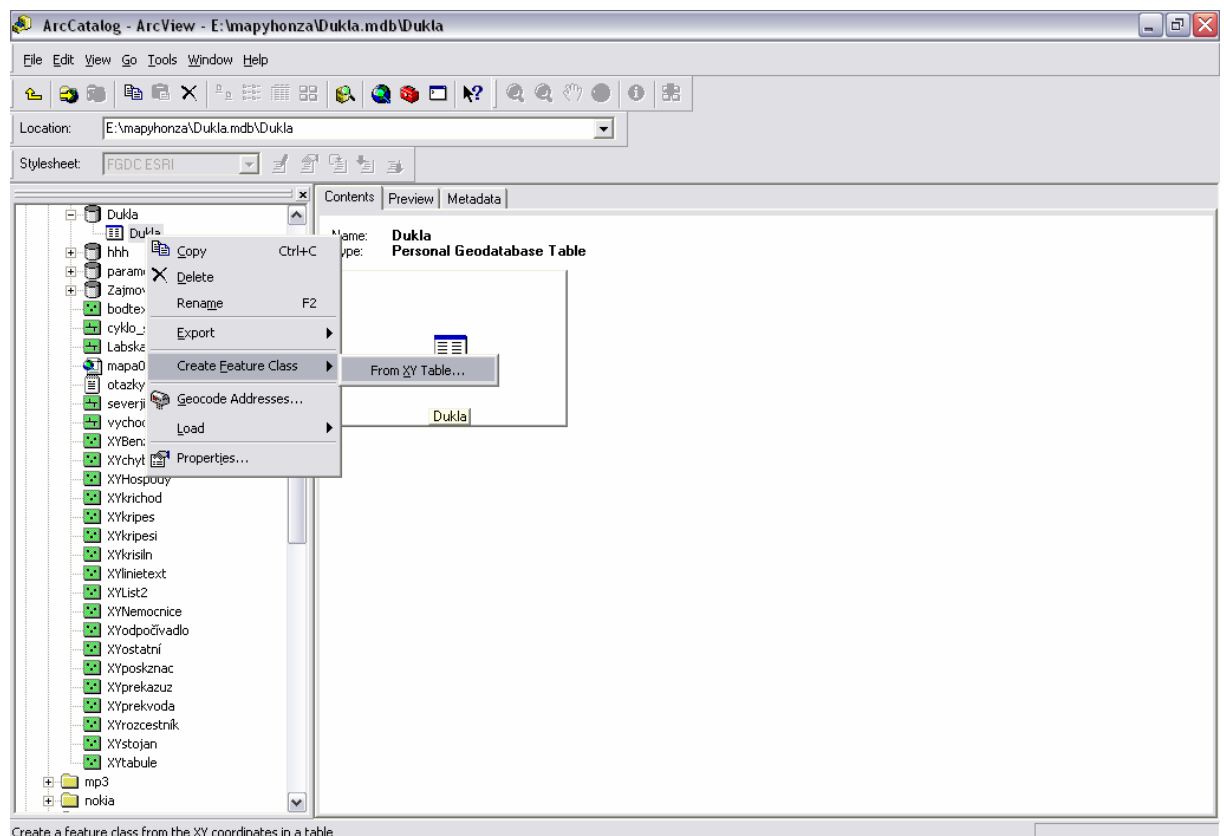 ArcCatalog - ArcView - E:\mapyhonza\Dukla.mdb\Dukla
File Edit View Go Tools Window Help
Location: E:\mapyhonza\Dukla.mdb\Dukla
Stylesheet: FGDC ESRI
Contents Preview Metadata
Dukla
Dukla
hhh
Name: Dukla
Type: Personal Geodatabase Table
Copy Ctrl+C
Delete
Rename F2
Export
Create Feature Class
From XY Table...
Geocode Addresses...
Load
Properties...
Dukla
XYHospody
XYkrichod
XYkripes
XYkripesi
XYkrisiln
XYlinietext
XYList2
XYNemocnice
XYodpočívadlo
XYostatní
XYposkznac
XYprekazuz
XYprekvoda
XYrozcestník
XYstojan
XYtabule
mp3
nokia
Create a feature class from the XY coordinates in a table